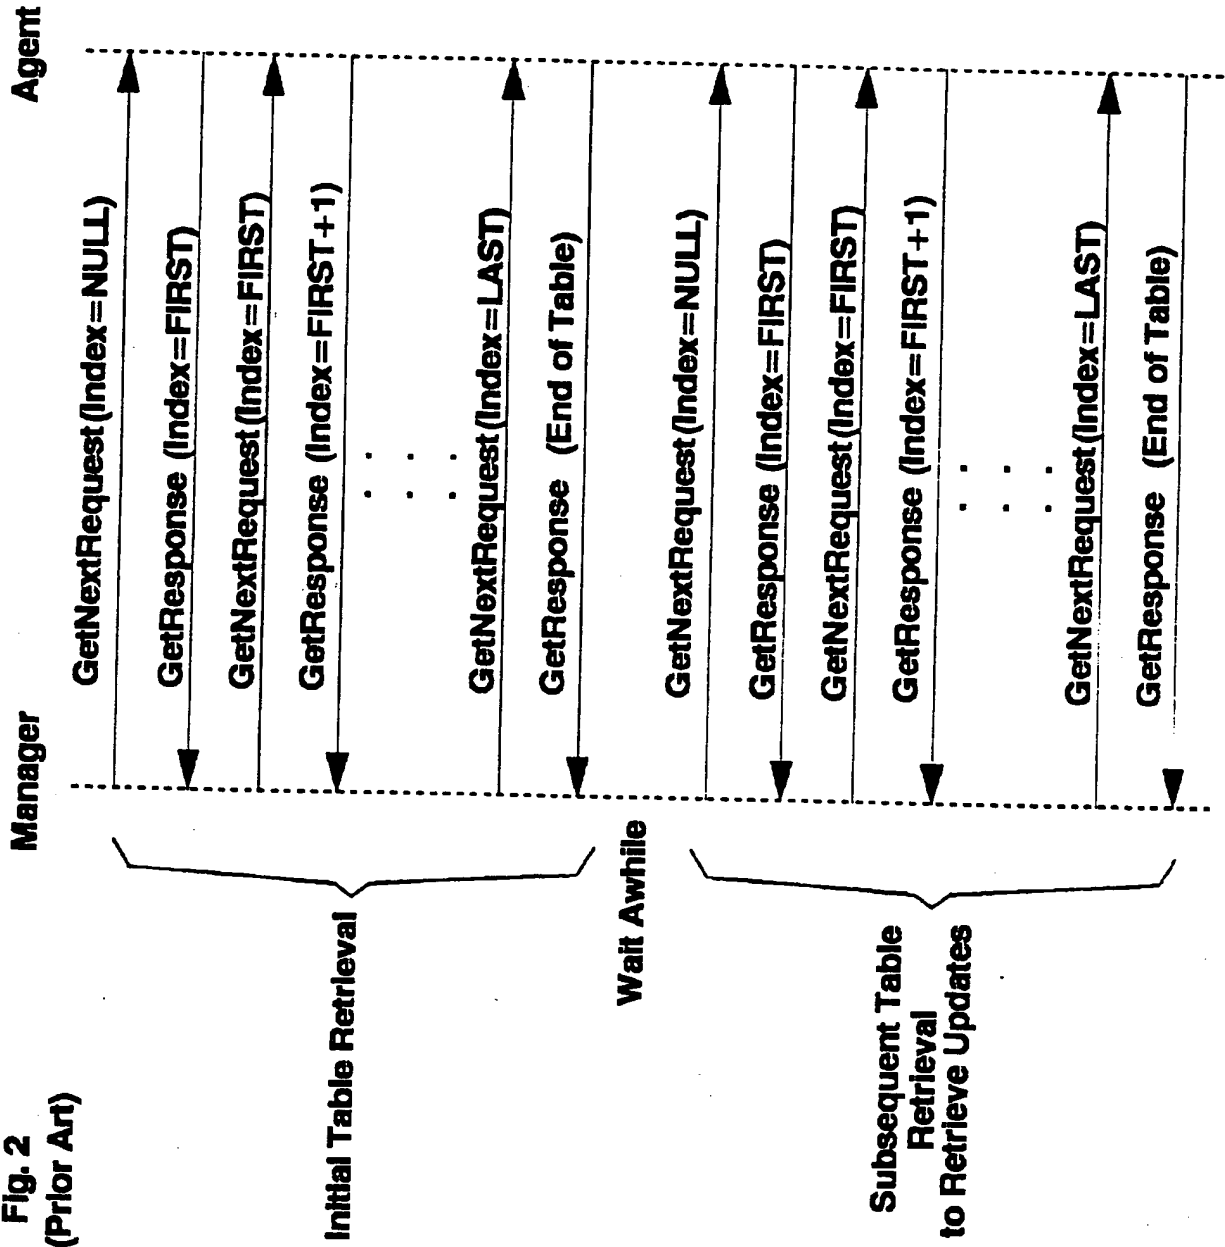 Fig. 2
(Prior Art)
Manager
Agent
Initial Table Retrieval
GetNextRequest(Index=NULL)
GetResponse (Index=FIRST)
GetNextRequest(Index=FIRST)
GetResponse (Index=FIRST+1)
GetNextRequest(Index=LAST)
GetResponse (End of Table)
Wait Awhile
Subsequent Table
Retrieval
to Retrieve Updates
GetNextRequest(Index=NULL)
GetResponse (Index=FIRST)
GetNextRequest(Index=FIRST)
GetResponse (Index=FIRST+1)
GetNextRequest(Index=LAST)
GetResponse (End of Table)